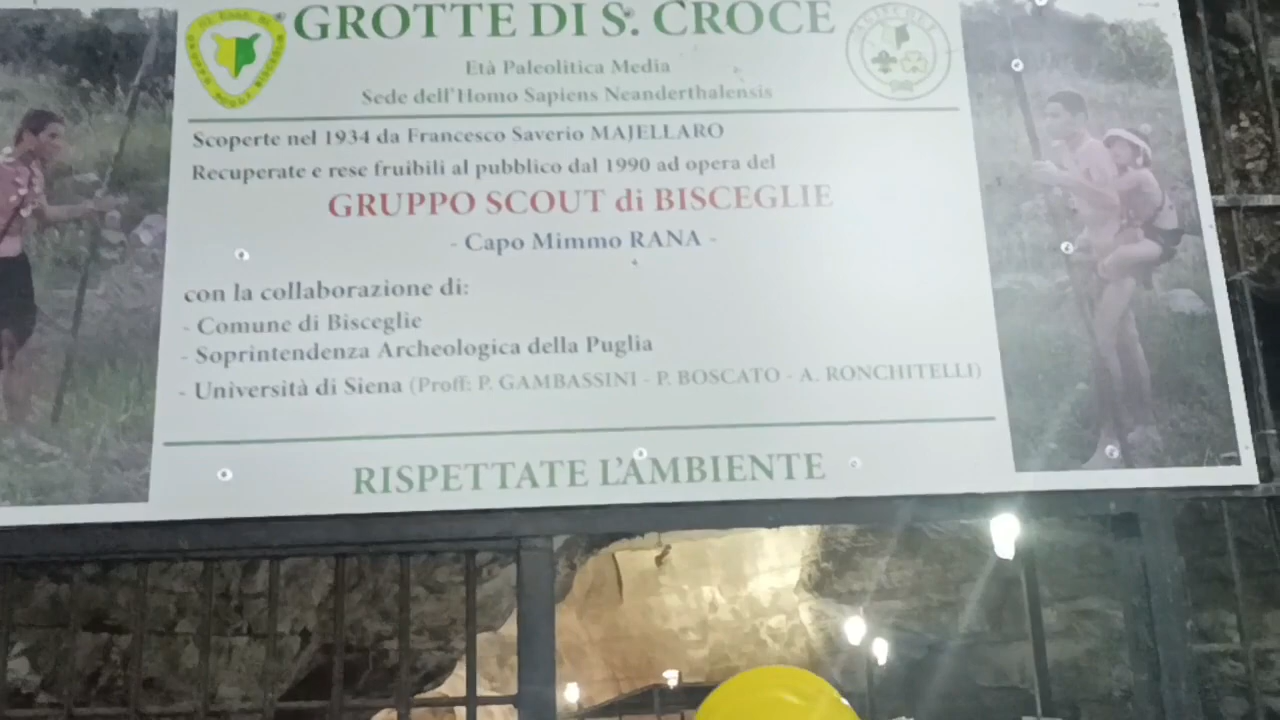 GROTTE DI S. CROCE
Età Paleolitica Media
Sede dell'Homo Sapiens Neanderthalensis
Scoperte nel 1934 da Francesco Saverio MAJELLARO
Recuperate e rese fruibili al pubblico dal 1990 ad opera del
GRUPPO SCOUT di BISCEGLIE
- Capo Mimmo RANA -
con la collaborazione di:
- Comune di Bisceglie
- Soprintendenza Archeologica della Puglia
- Università di Siena (Proff: P. GAMBASSINI - P. BOSCATO - A. RONCHITELLI)
RISPETTATE L'AMBIENTE